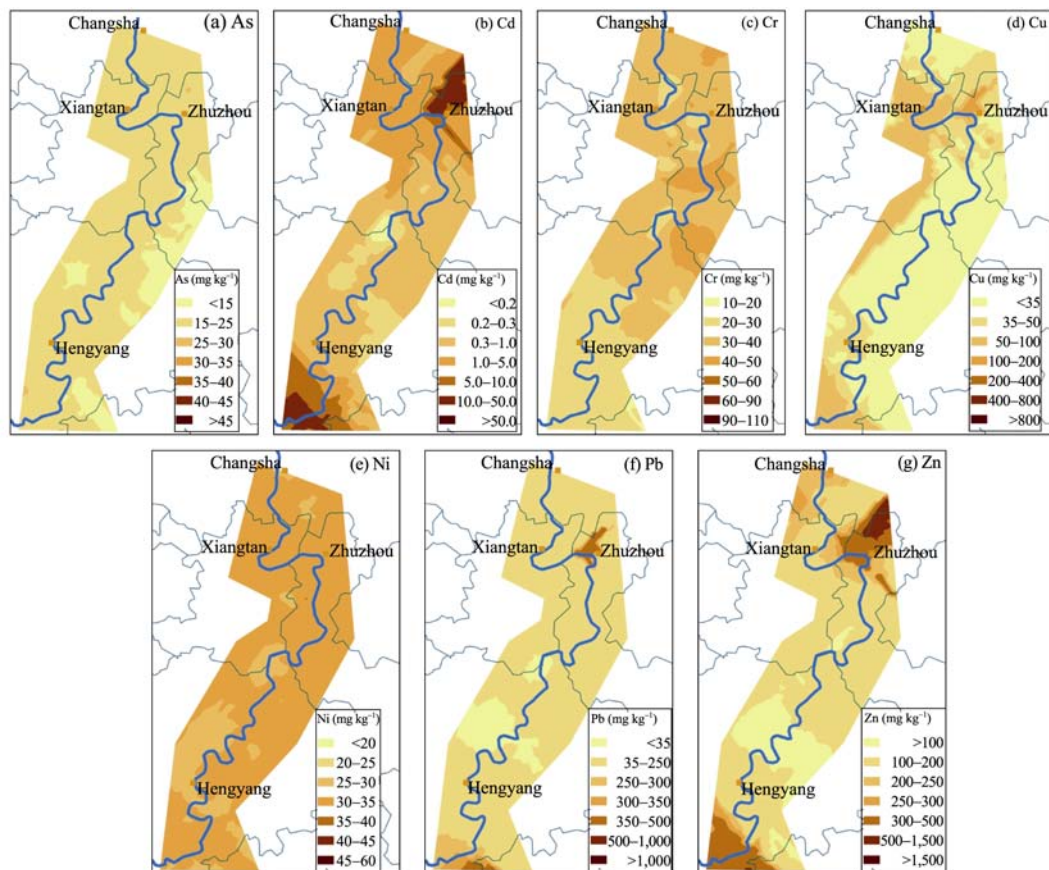 (a) As
Changsha
Xiangtan
Zhuzhou
Hengyang
As (mg kg⁻¹)
<15
15–25
25–30
30–35
35–40
40–45
>45
(b) Cd
Changsha
Xiangtan
Zhuzhou
Hengyang
Cd (mg kg⁻¹)
<0.2
0.2–0.3
0.3–1.0
1.0–5.0
5.0–10.0
10.0–50.0
>50.0
(c) Cr
Changsha
Xiangtan
Zhuzhou
Hengyang
Cr (mg kg⁻¹)
10–20
20–30
30–40
40–50
50–60
60–90
90–110
(d) Cu
Changsha
Xiangtan
Zhuzhou
Hengyang
Cu (mg kg⁻¹)
<35
35–50
50–100
100–200
200–400
400–800
>800
(e) Ni
Changsha
Xiangtan
Zhuzhou
Hengyang
Ni (mg kg⁻¹)
<20
20–25
25–30
30–35
35–40
40–45
45–60
(f) Pb
Changsha
Xiangtan
Zhuzhou
Hengyang
Pb (mg kg⁻¹)
<35
35–250
250–300
300–350
350–500
500–1,000
>1,000
(g) Zn
Changsha
Xiangtan
Zhuzhou
Hengyang
Zn (mg kg⁻¹)
>100
100–200
200–250
250–300
300–500
500–1,500
>1,500